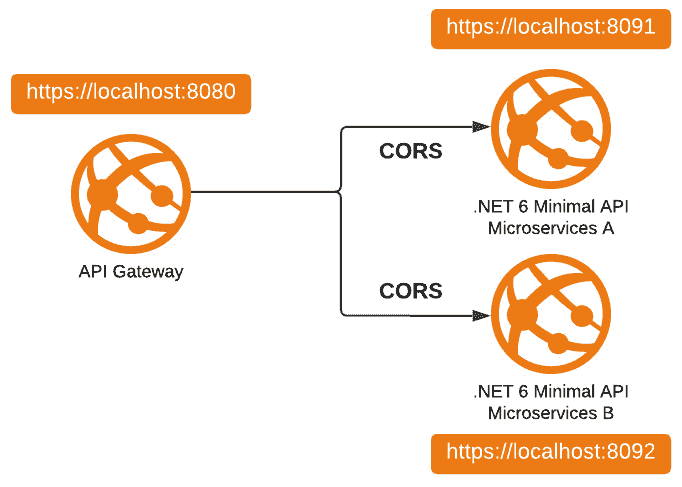 https://localhost:8091
https://localhost:8080
CORS
.NET 6 Minimal API
Microservices A
API Gateway
CORS
.NET 6 Minimal API
Microservices B
https://localhost:8092